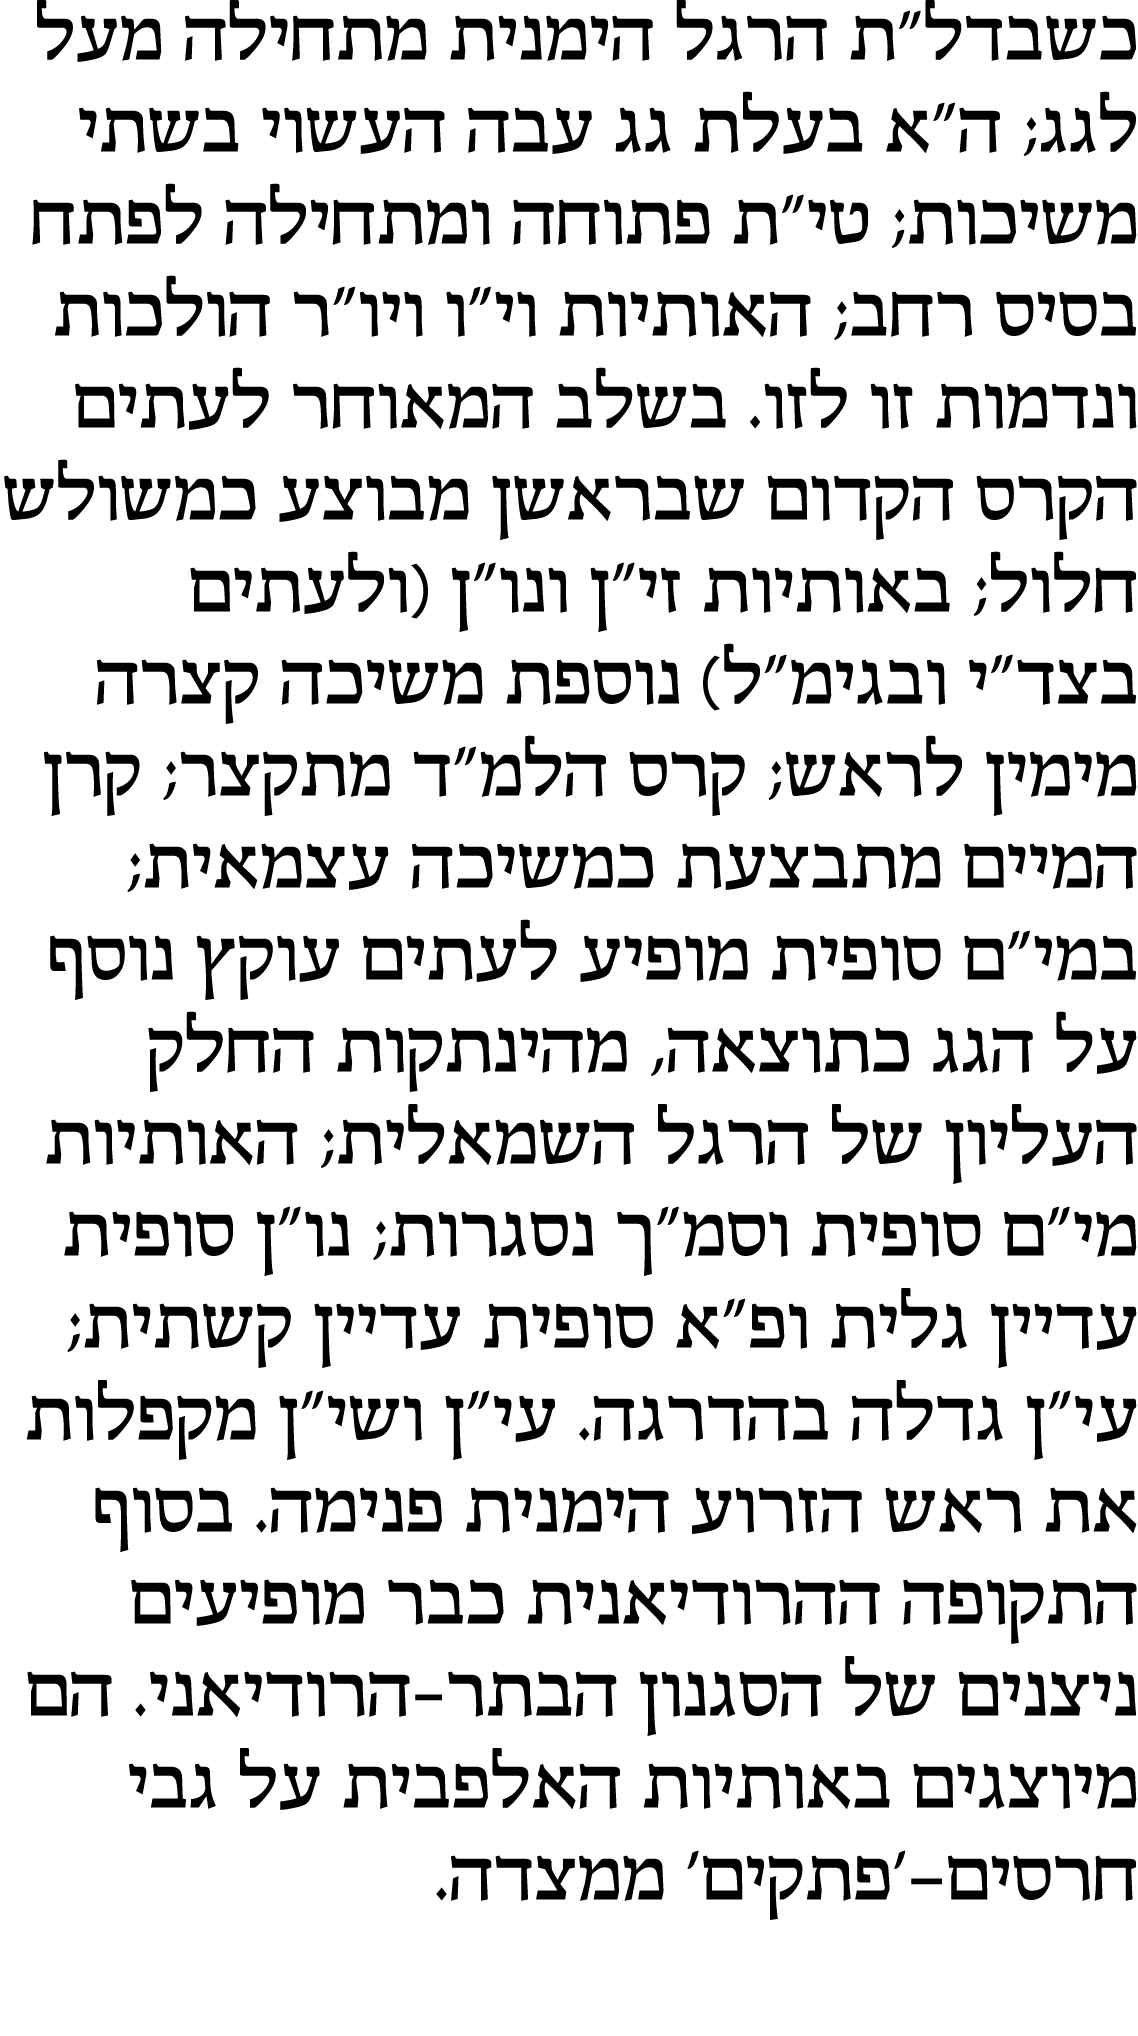 כשבדל״ת הרגל הימנית מתחילה מעל
לגג; ה״א בעלת גג עבה העשוי בשתי
משיכות; טי״ת פתוחה ומתחילה לפתח
בסיס רחב; האותיות וי״ו ויו״ר הולכות
ונדמות זו לזו. בשלב המאוחר לעתים
הקרס הקדום שבראשן מבוצע כמשולש
חלול; באותיות זי״ן ונו״ן (ולעתים
בצד״י ובגימ״ל) נוספת משיכה קצרה
מימין לראש; קרס הלמ״ד מתקצר; קרן
המיים מתבצעת כמשיכה עצמאית;
במי״ם סופית מופיע לעתים עוקץ נוסף
על הגג כתוצאה, מהינתקות החלק
העליון של הרגל השמאלית; האותיות
מי״ם סופית וסמ״ך נסגרות; נו״ן סופית
עדיין גלית ופ״א סופית עדיין קשתית;
עי״ן גדלה בהדרגה. עי״ן ושי״ן מקפלות
את ראש הזרוע הימנית פנימה. בסוף
התקופה ההרודיאנית כבר מופיעים
ניצנים של הסגנון הבתר-הרודיאני. הם
מיוצגים באותיות האלפבית על גבי
חרסים-׳פתקים׳ ממצדה.